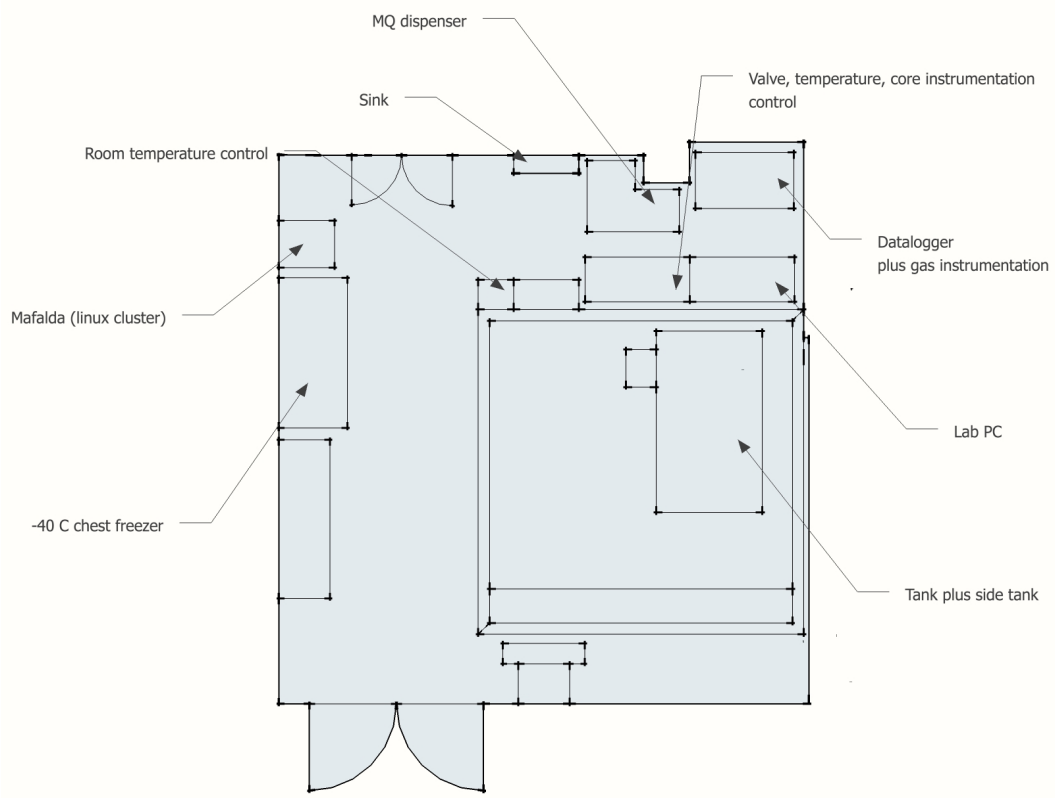 MQ dispenser
Valve, temperature, core instrumentation
control
Sink
Room temperature control
Datalogger
plus gas instrumentation
Mafalda (linux cluster)
Lab PC
-40 C chest freezer
Tank plus side tank